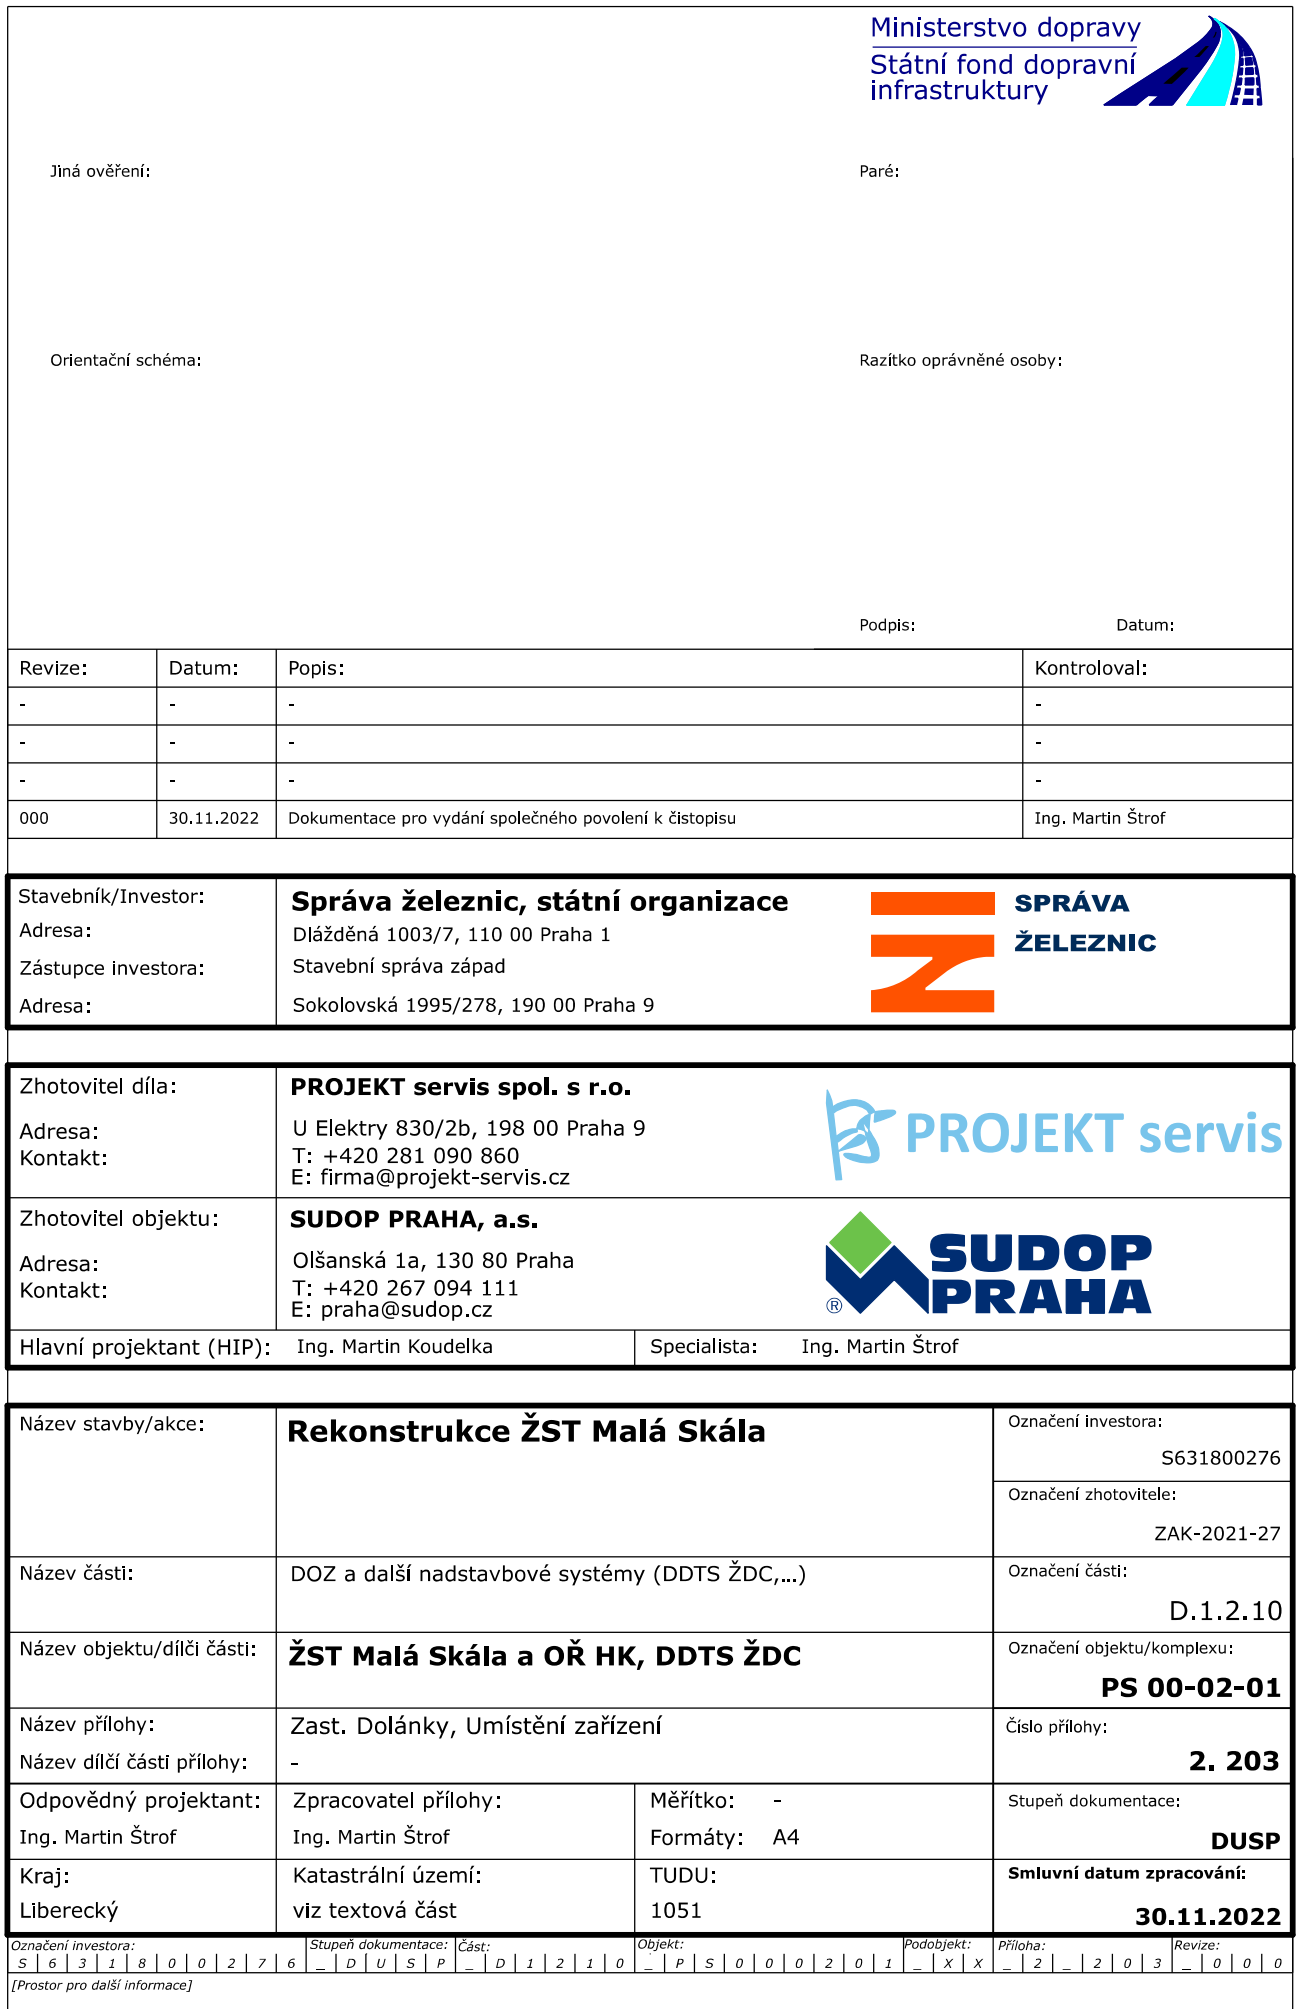 Ministerstvo dopravy
Státní fond dopravní
infrastruktury
Jiná ověření:
Paré:
Orientační schéma:
Razítko oprávněné osoby:
Podpis:
Datum:
Revize: Datum: Popis: Kontroloval:
- - - -
- - - -
- - - -
000 30.11.2022 Dokumentace pro vydání společného povolení k čistopisu Ing. Martin Štrof
Stavebník/Investor: Správa železnic, státní organizace
Adresa: Dlážděná 1003/7, 110 00 Praha 1
Zástupce investora: Stavební správa západ
Adresa: Sokolovská 1995/278, 190 00 Praha 9
SPRÁVA
ŽELEZNIC
Zhotovitel díla: PROJEKT servis spol. s r.o.
Adresa: U Elektry 830/2b, 198 00 Praha 9
Kontakt: T: +420 281 090 860
E: firma@projekt-servis.cz
PROJEKT servis
Zhotovitel objektu: SUDOP PRAHA, a.s.
Adresa: Olšanská 1a, 130 80 Praha
Kontakt: T: +420 267 094 111
E: praha@sudop.cz
SUDOP
PRAHA
®
Hlavní projektant (HIP): Ing. Martin Koudelka Specialista: Ing. Martin Štrof
Název stavby/akce: Rekonstrukce ŽST Malá Skála
Označení investora:
S631800276
Označení zhotovitele:
ZAK-2021-27
Název části: DOZ a další nadstavbové systémy (DDTS ŽDC,...)
Označení části:
D.1.2.10
Název objektu/dílči části: ŽST Malá Skála a OŘ HK, DDTS ŽDC
Označení objektu/komplexu:
PS 00-02-01
Název přílohy: Zast. Dolánky, Umístění zařízení
Název dílčí části přílohy: -
Číslo přílohy:
2. 203
Odpovědný projektant: Zpracovatel přílohy: Měřítko: -
Ing. Martin Štrof Ing. Martin Štrof Formáty: A4
Stupeň dokumentace:
DUSP
Kraj: Katastrální území: TUDU:
Liberecký viz textová část 1051
Smluvní datum zpracování:
30.11.2022
Označení investora: Stupeň dokumentace: Část: Objekt: Podobjekt: Příloha: Revize:
S 6 3 1 8 0 0 2 7 6 _ D U S P _ D 1 2 1 0 _ P S 0 0 0 2 0 1 _ X X _ 2 _ 2 0 3 _ 0 0 0
[Prostor pro další informace]